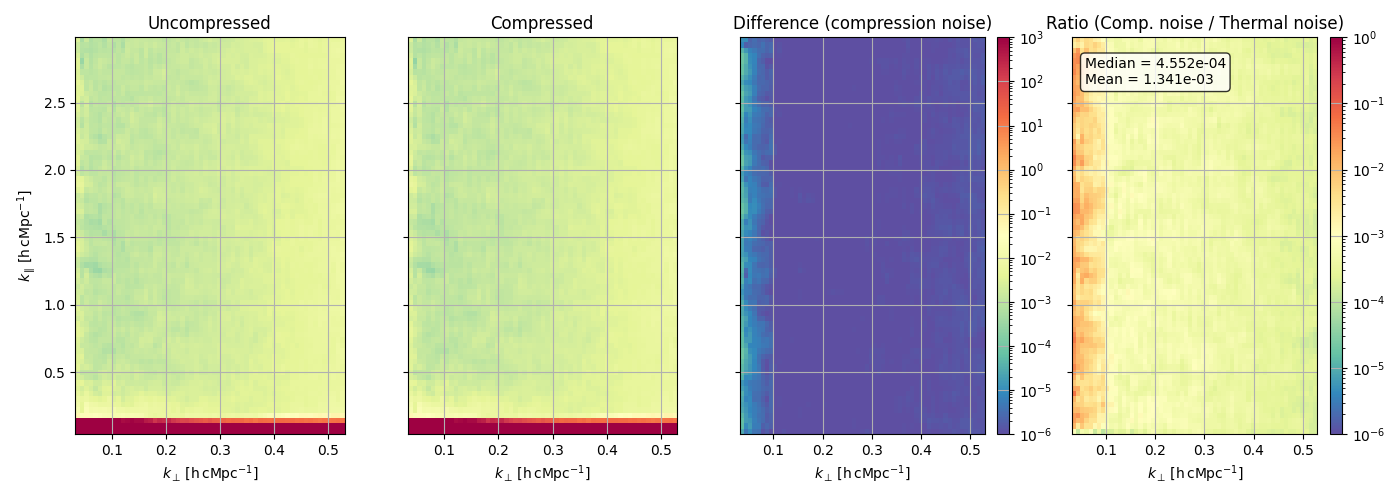 Uncompressed
Compressed
Difference (compression noise)
Ratio (Comp. noise / Thermal noise)
Median = 4.552e-04
Mean = 1.341e-03
k∥ [h cMpc⁻¹]
2.5
2.0
1.5
1.0
0.5
0.1 0.2 0.3 0.4 0.5
k⊥ [h cMpc⁻¹]
0.1 0.2 0.3 0.4 0.5
k⊥ [h cMpc⁻¹]
0.1 0.2 0.3 0.4 0.5
k⊥ [h cMpc⁻¹]
10³
10²
10¹
10⁰
10⁻¹
10⁻²
10⁻³
10⁻⁴
10⁻⁵
10⁻⁶
0.1 0.2 0.3 0.4 0.5
k⊥ [h cMpc⁻¹]
10⁰
10⁻¹
10⁻²
10⁻³
10⁻⁴
10⁻⁵
10⁻⁶